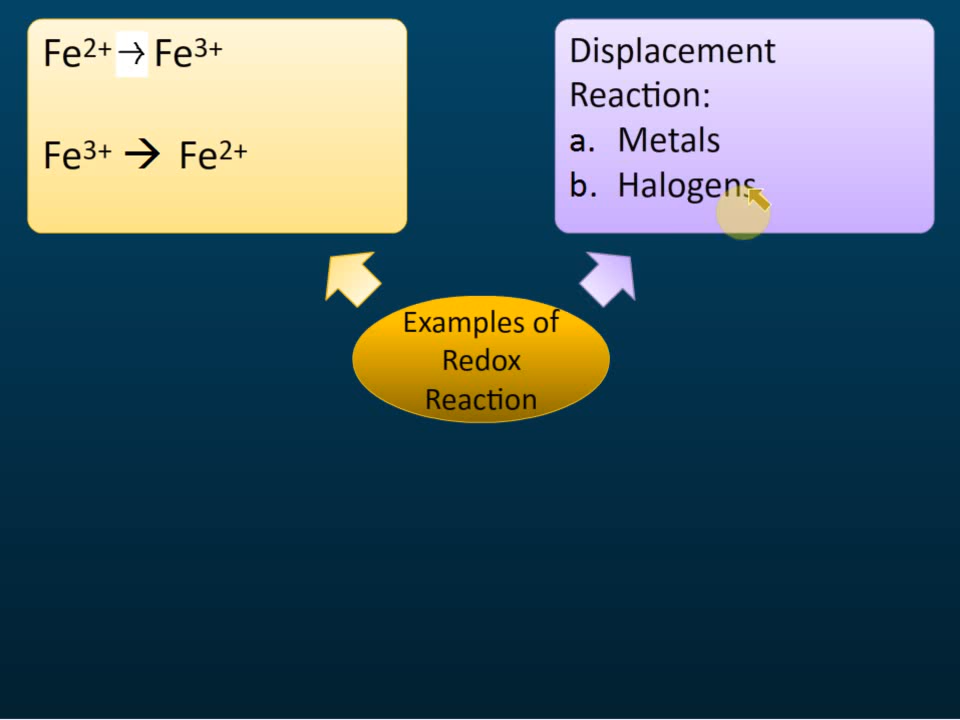 Fe²⁺ → Fe³⁺
Fe³⁺ → Fe²⁺
Displacement
Reaction:
a. Metals
b. Halogens
Examples of
Redox
Reaction